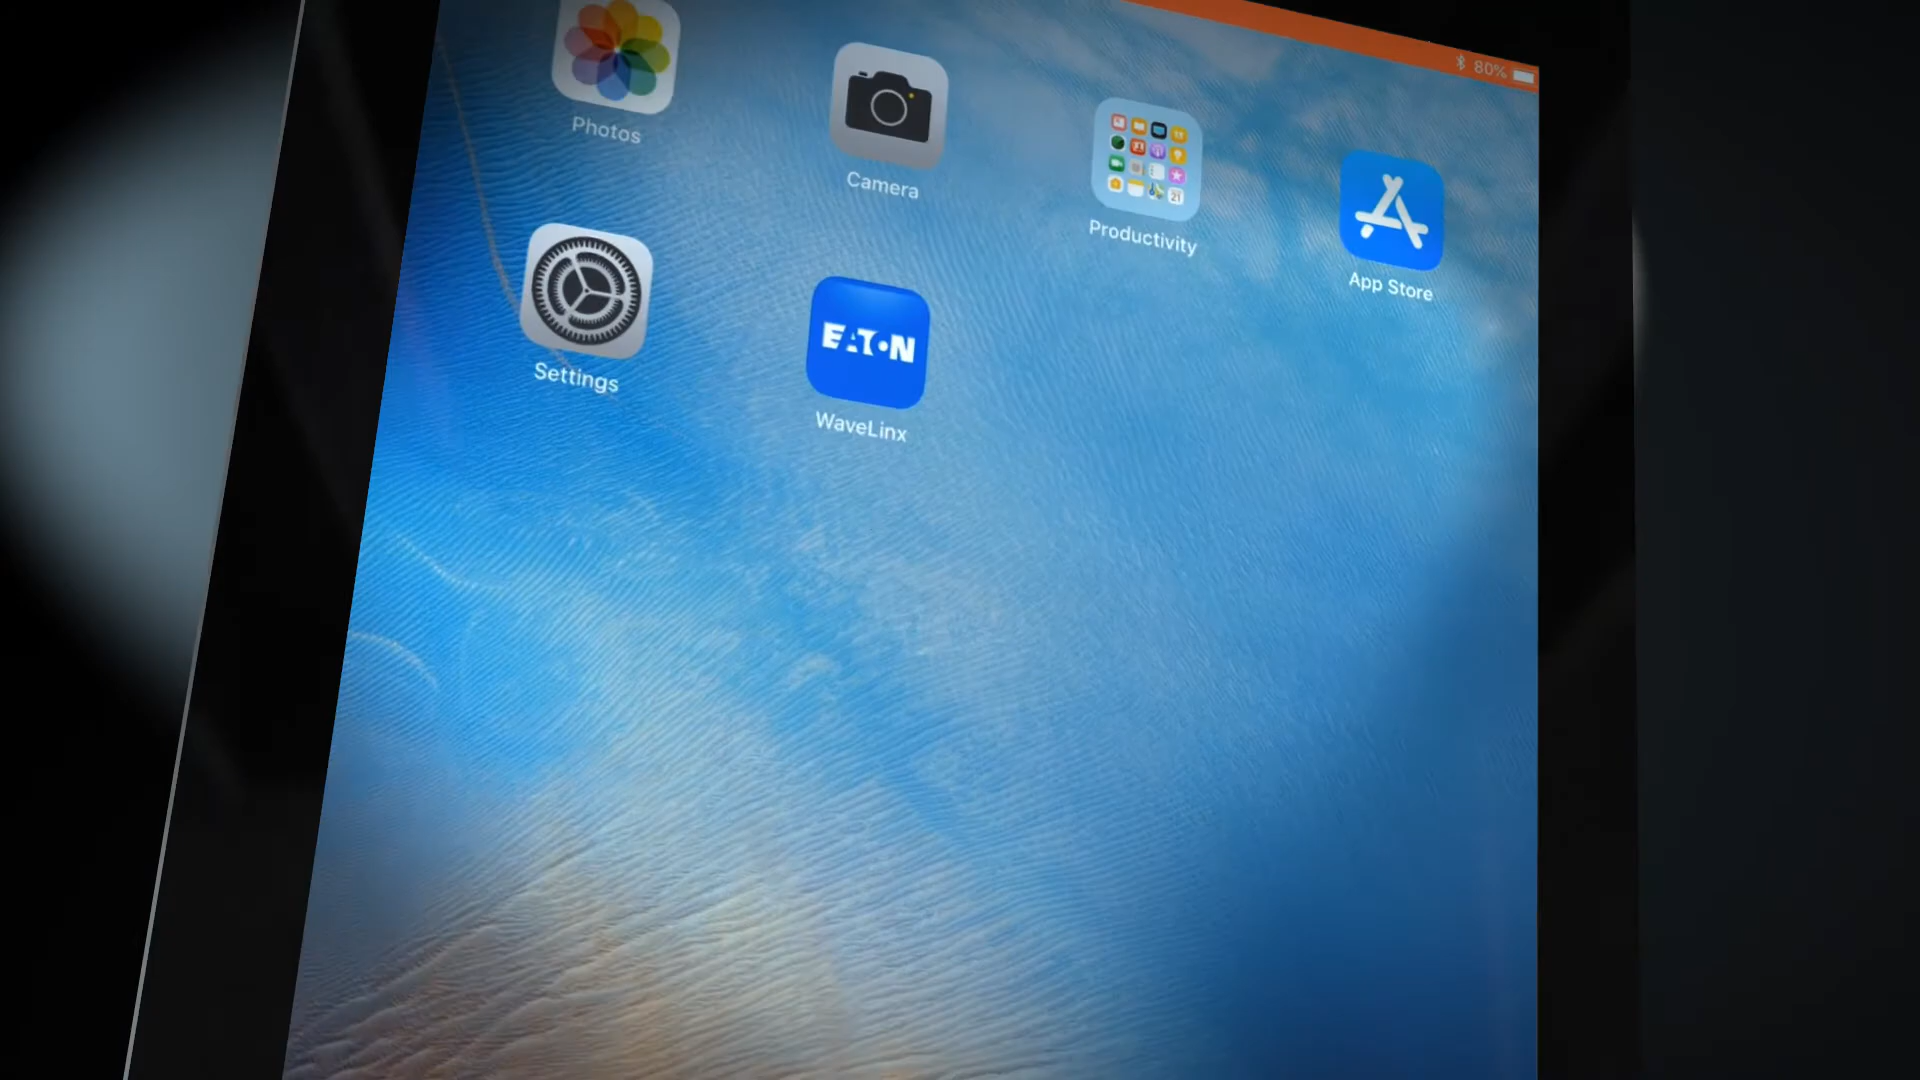 80%
Photos
Camera
Productivity
App Store
Settings
EATON
WaveLinx